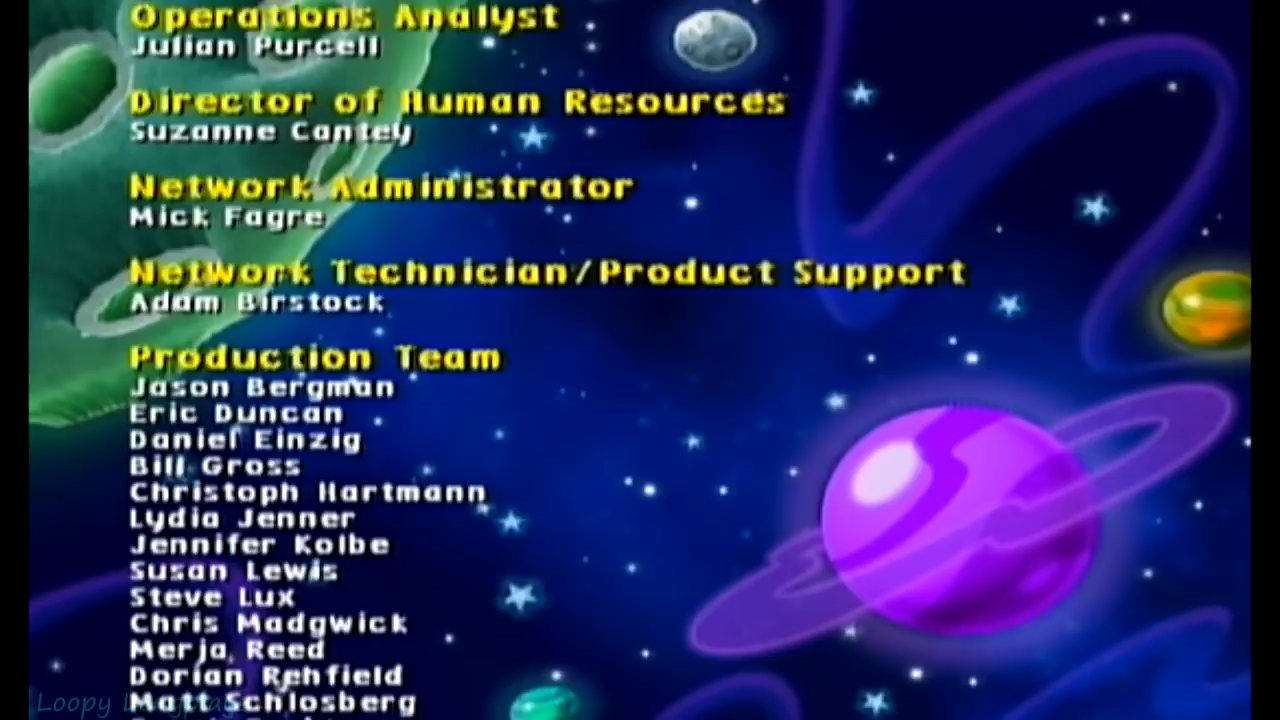 Operations Analyst
Julian Purcell
Director of Human Resources
Suzanne Cantey
Network Administrator
Mick Fagre
Network Technician/Product Support
Adam Birstock
Production Team
Jason Bergman
Eric Duncan
Daniel Einzig
Bill Gross
Christoph Hartmann
Lydia Jenner
Jennifer Kolbe
Susan Lewis
Steve Lux
Chris Madgwick
Merja Reed
Dorian Rehfield
Matt Schlosberg
Loopy